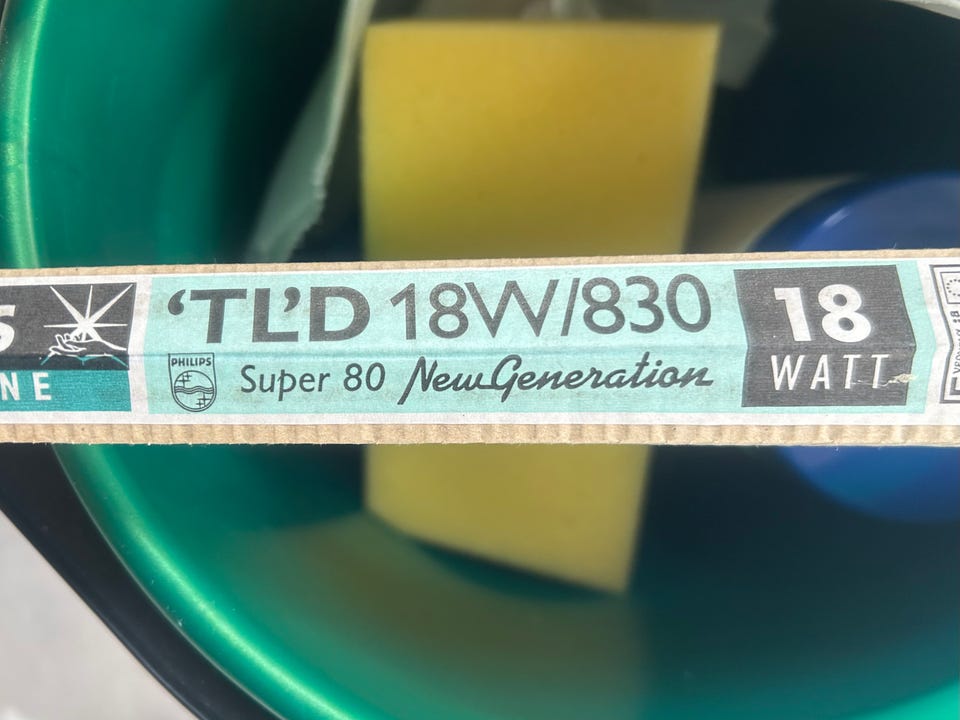 S
NE
'TL'D 18W/830
PHILIPS
Super 80 New Generation
18
WATT